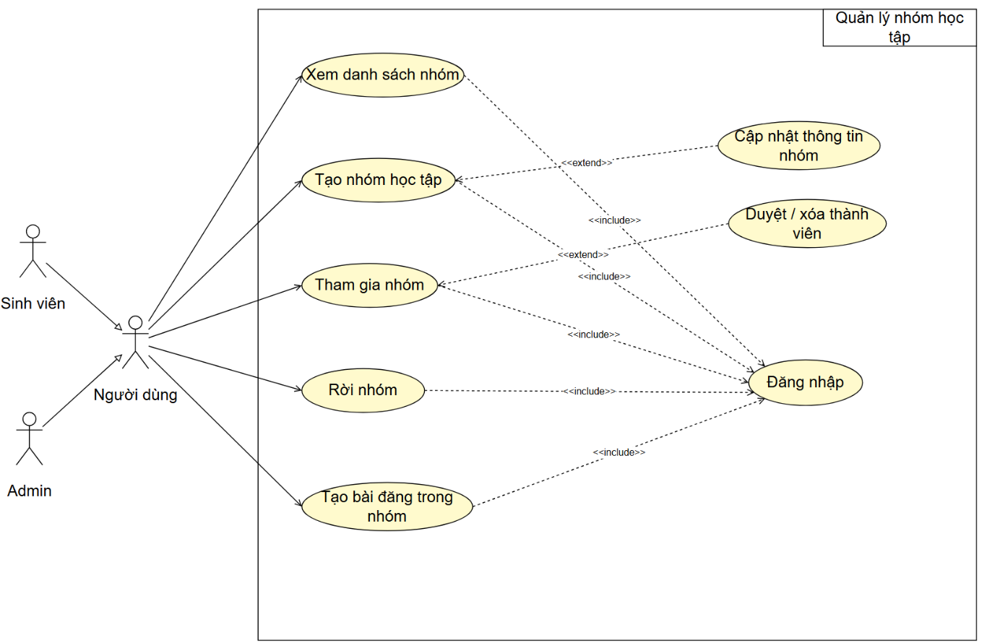 Quản lý nhóm học
tập
Xem danh sách nhóm
Cập nhật thông tin
nhóm
<<extend>>
Tạo nhóm học tập
Duyệt / xóa thành
viên
<<include>>
<<extend>>
<<include>>
Tham gia nhóm
Sinh viên
<<include>>
Đăng nhập
Người dùng
Rời nhóm
<<include>>
<<include>>
Admin
Tạo bài đăng trong
nhóm